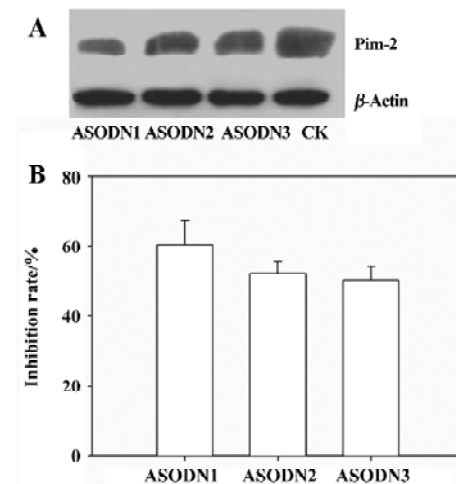 A
Pim-2
β-Actin
ASODN1 ASODN2 ASODN3 CK
B
80
60
40
20
0
Inhibition rate/%
ASODN1 ASODN2 ASODN3